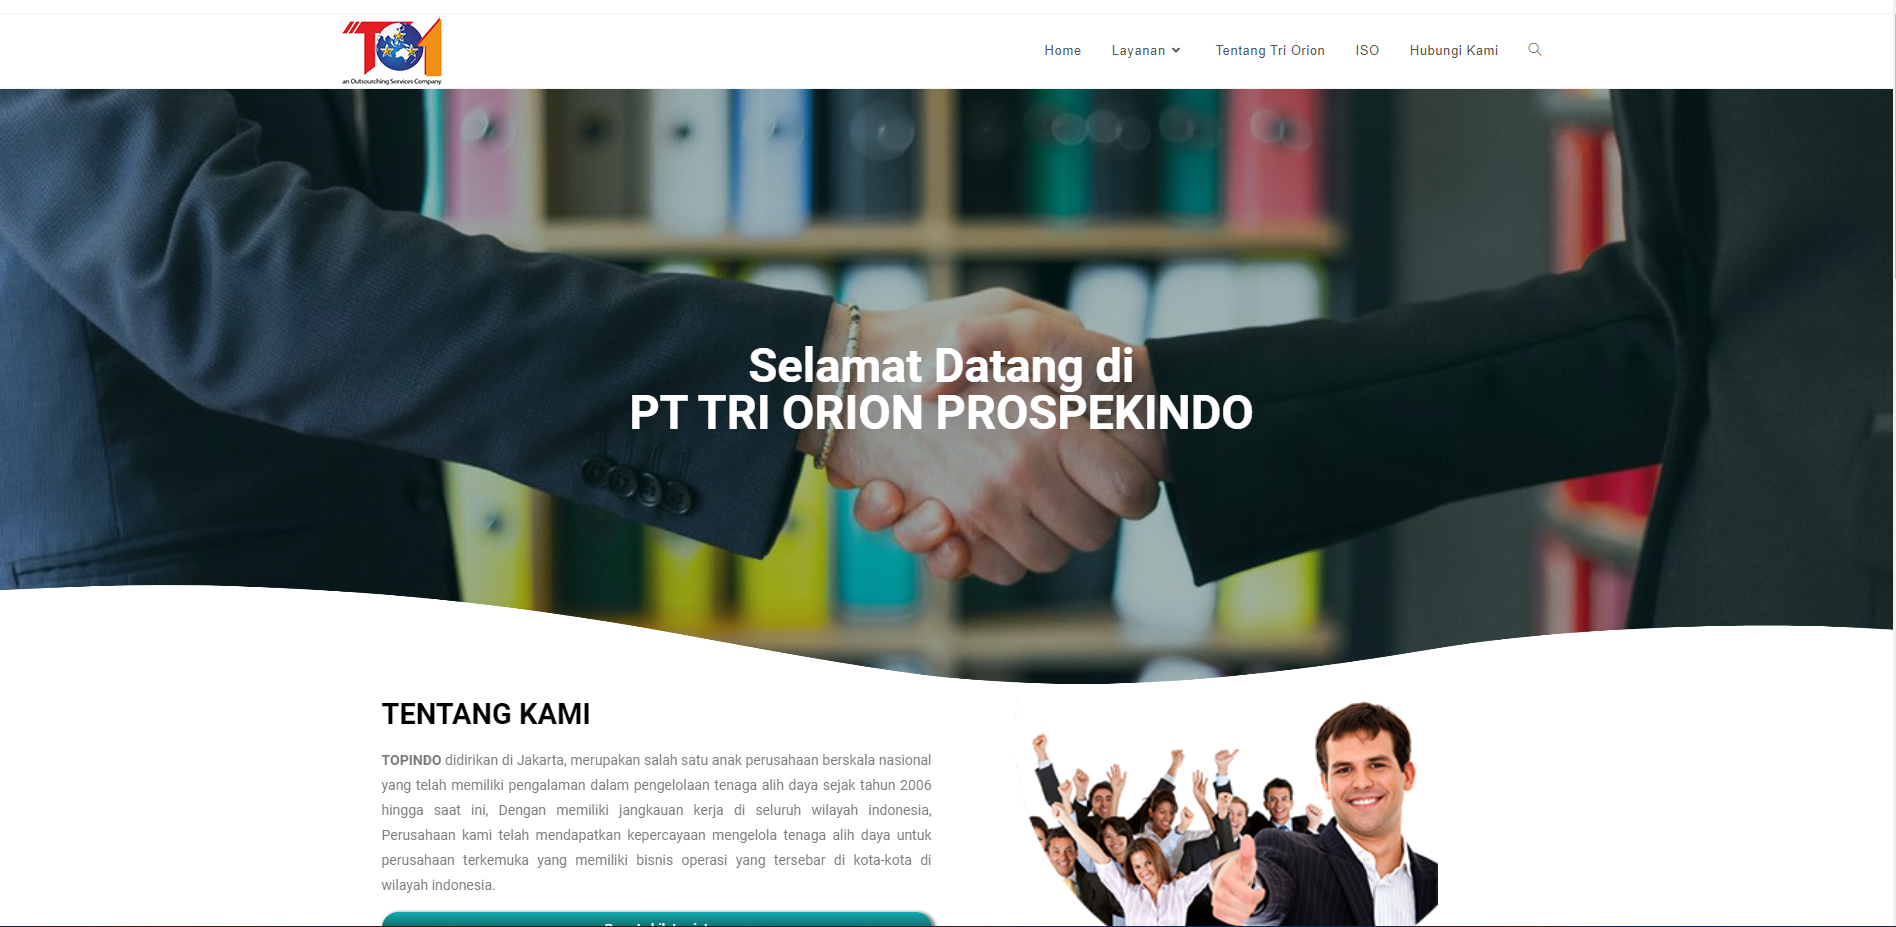 an Outsourching Services Company
Home
Layanan
Tentang Tri Orion
ISO
Hubungi Kami
Selamat Datang di
PT TRI ORION PROSPEKINDO
TENTANG KAMI
TOPINDO didirikan di Jakarta, merupakan salah satu anak perusahaan berskala nasional
yang telah memiliki pengalaman dalam pengelolaan tenaga alih daya sejak tahun 2006
hingga saat ini, Dengan memiliki jangkauan kerja di seluruh wilayah indonesia,
Perusahaan kami telah mendapatkan kepercayaan mengelola tenaga alih daya untuk
perusahaan terkemuka yang memiliki bisnis operasi yang tersebar di kota-kota di
wilayah indonesia.